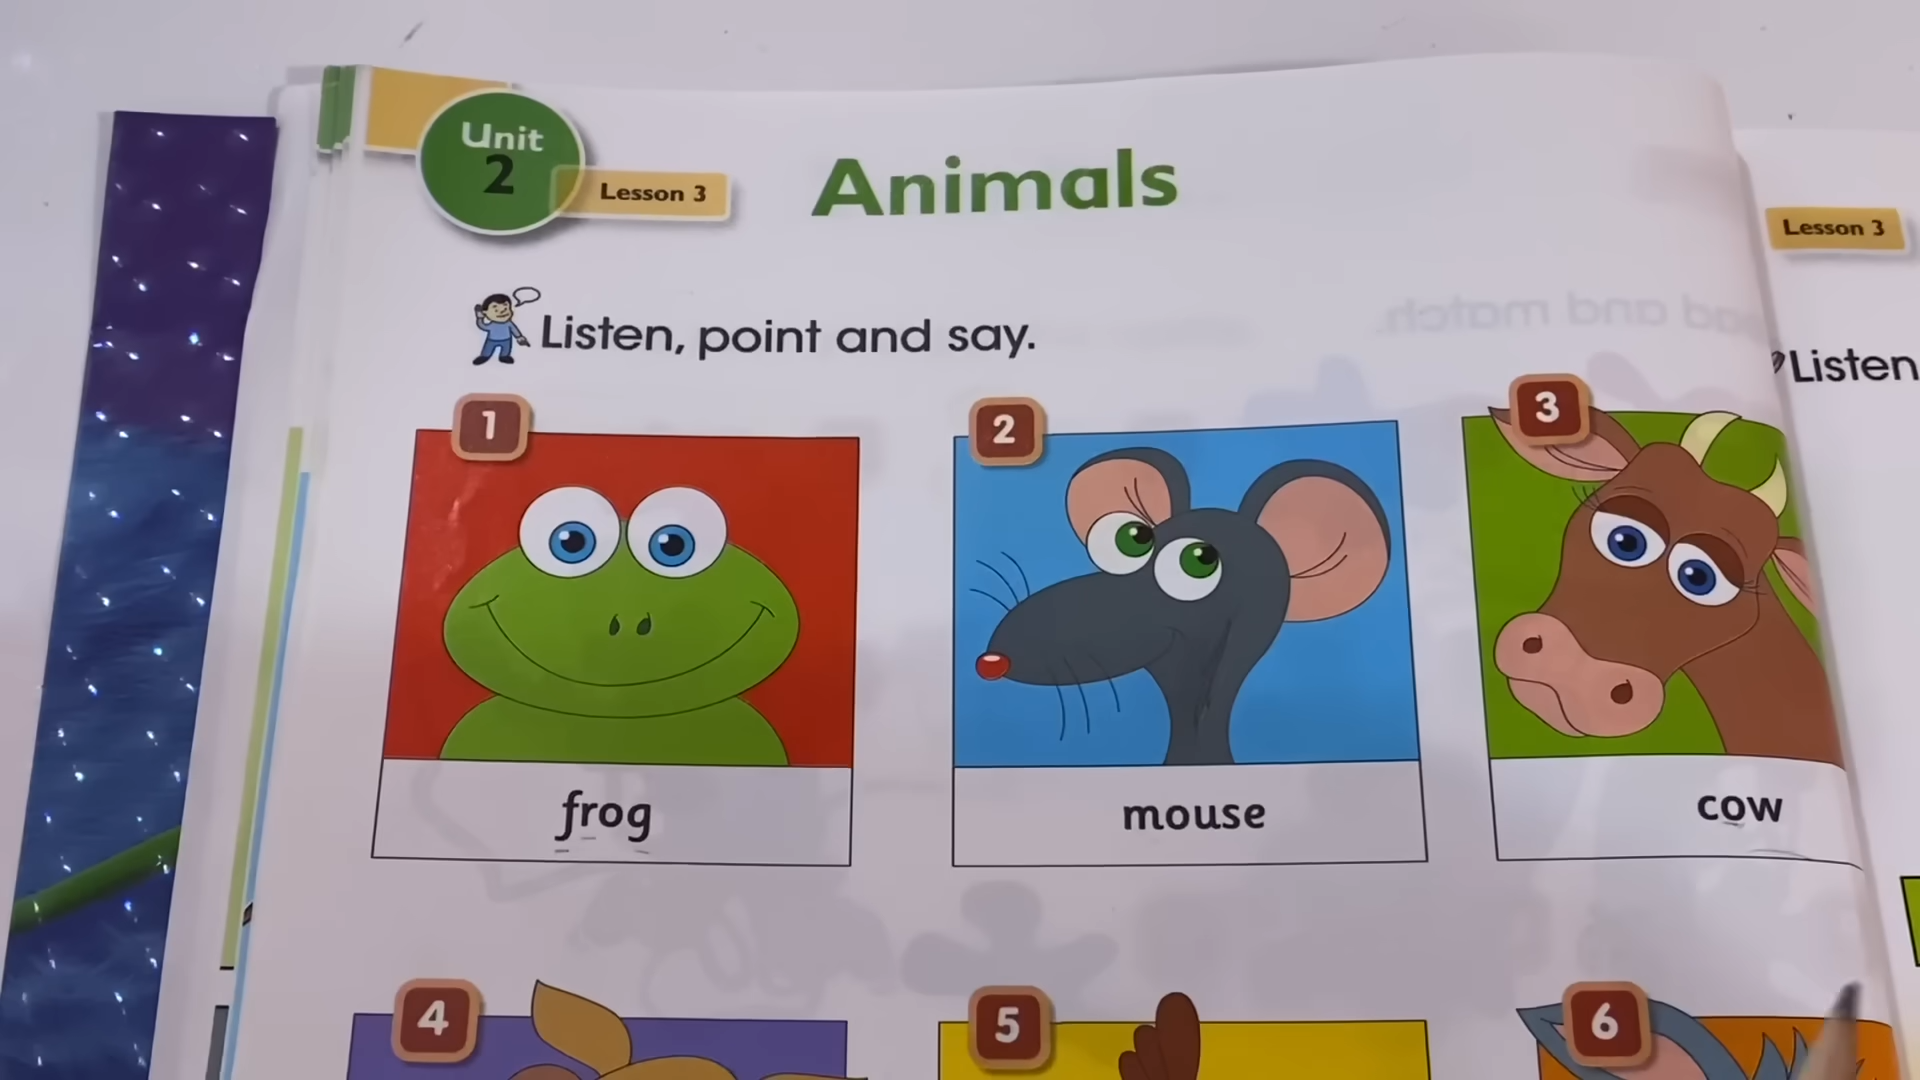 Unit
2
Lesson 3
Animals
Lesson 3
Listen, point and say.
Listen
1
2
3
frog
mouse
cow
4
5
6